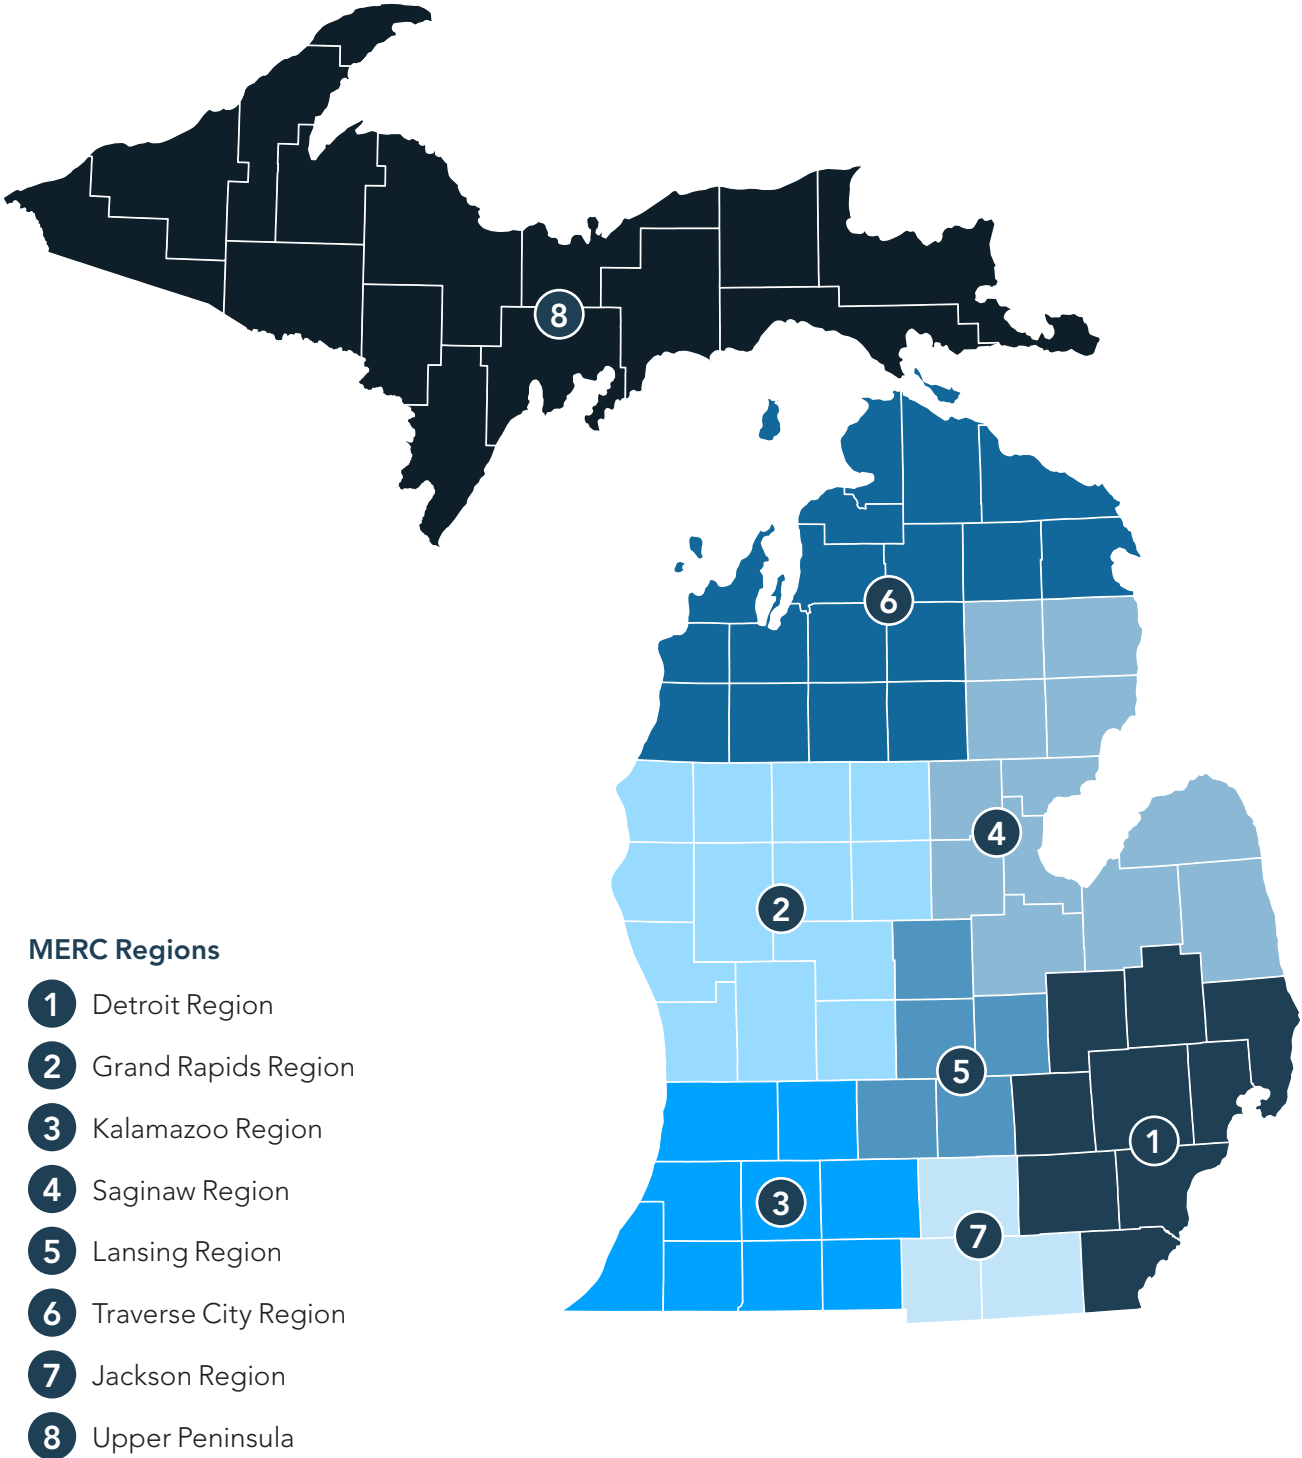 8
6
4
2
5
1
3
7
MERC Regions
1 Detroit Region
2 Grand Rapids Region
3 Kalamazoo Region
4 Saginaw Region
5 Lansing Region
6 Traverse City Region
7 Jackson Region
8 Upper Peninsula